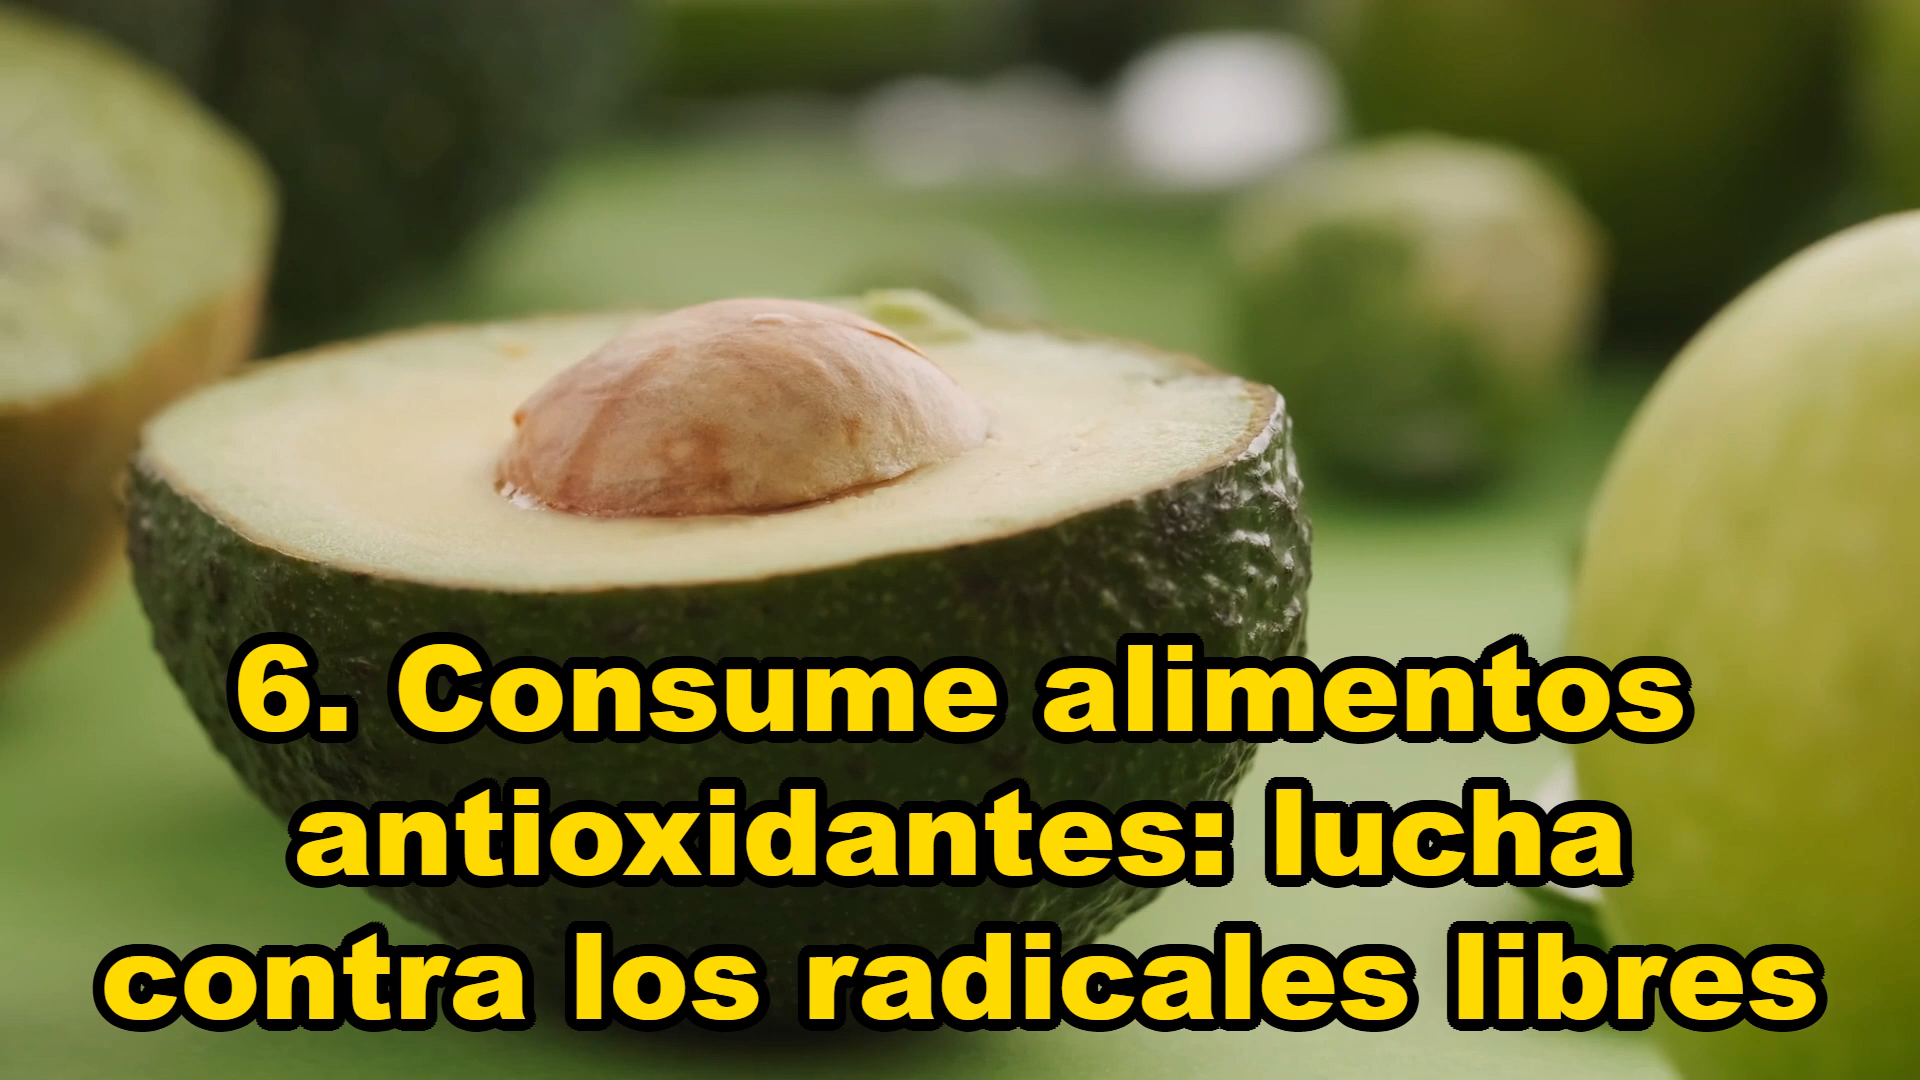 6. Consume alimentos
antioxidantes: lucha
contra los radicales libres